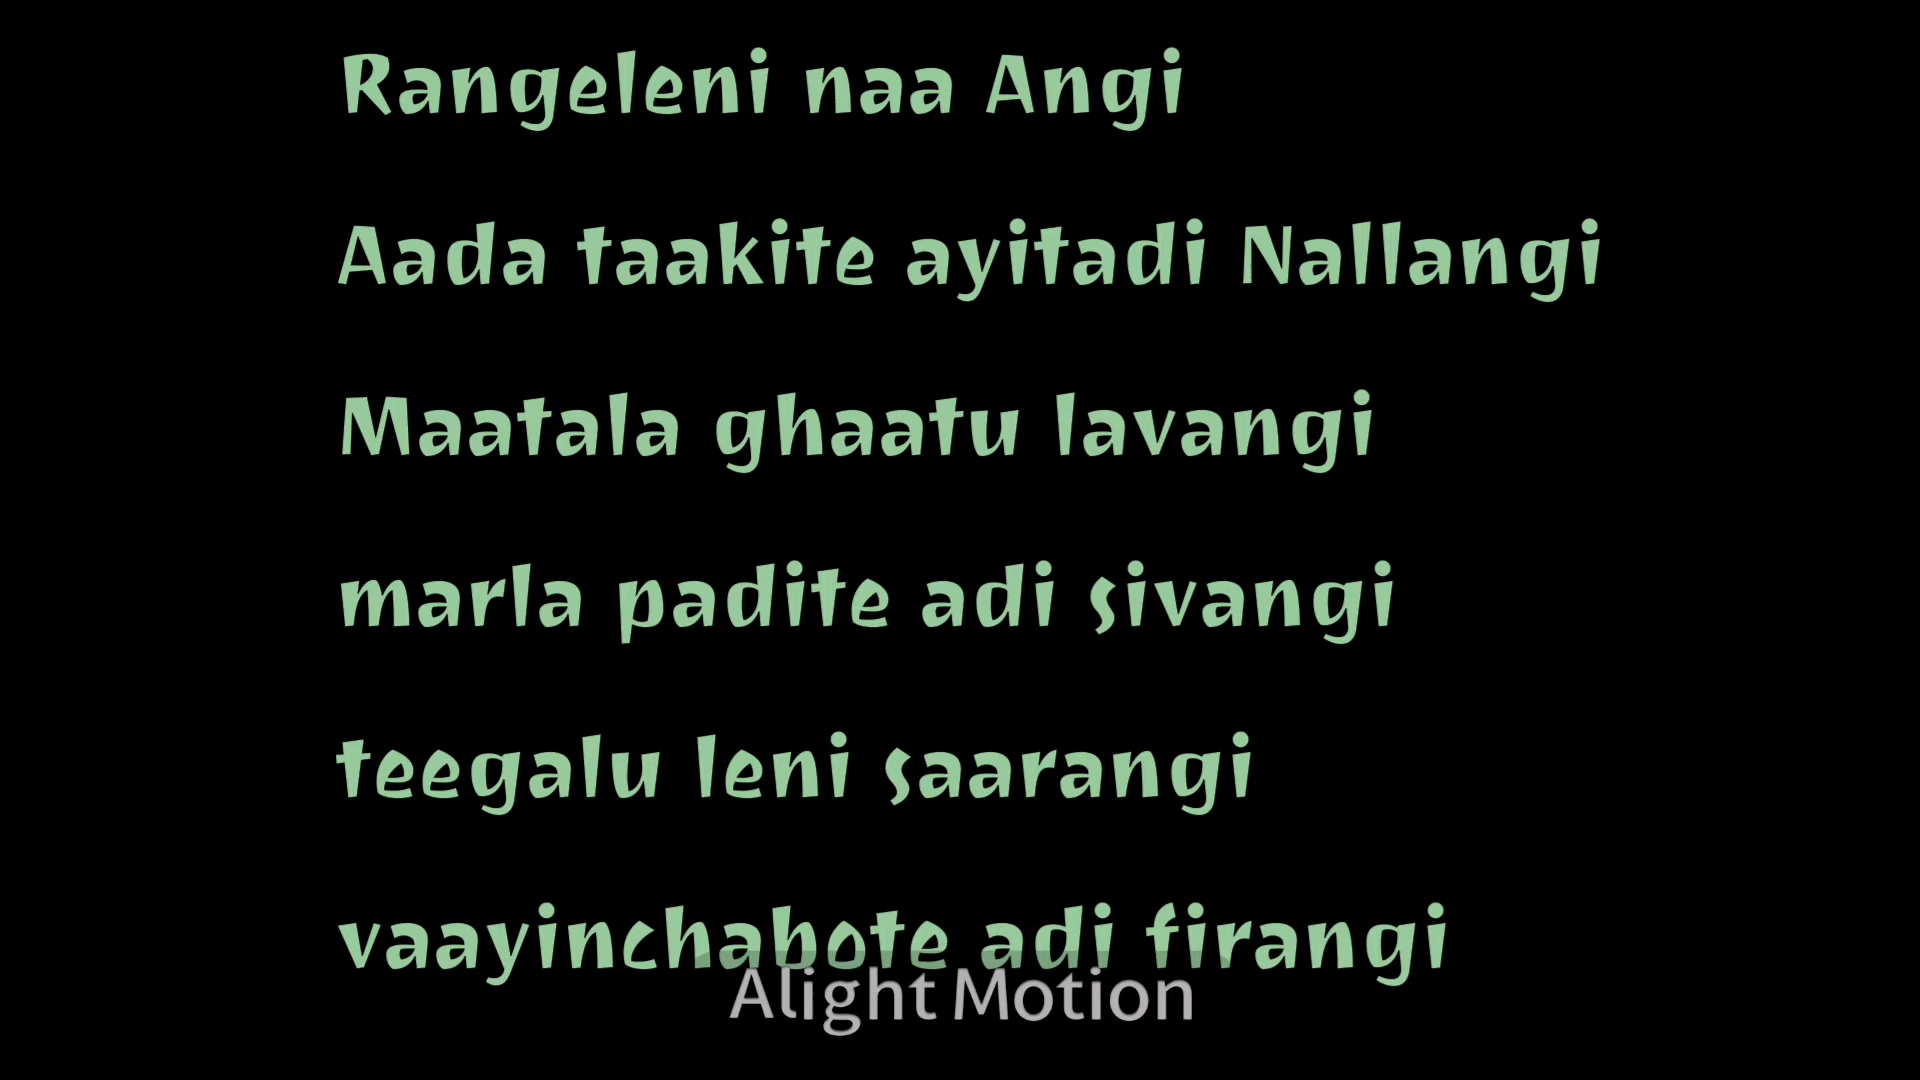 Rangeleni naa Angi
Aada taakite ayitadi Nallangi
Maatala ghaatu lavangi
marla padite adi sivangi
teegalu leni saarangi
vaayinchabote adi firangi
Alight Motion